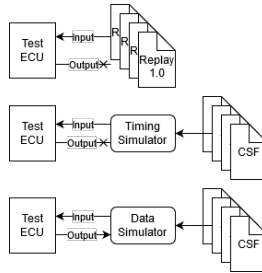 Test
ECU
Input
Output
R
R
R
Replay
1.0
Test
ECU
Input
Output
Timing
Simulator
CSF
Test
ECU
Input
Output
Data
Simulator
CSF